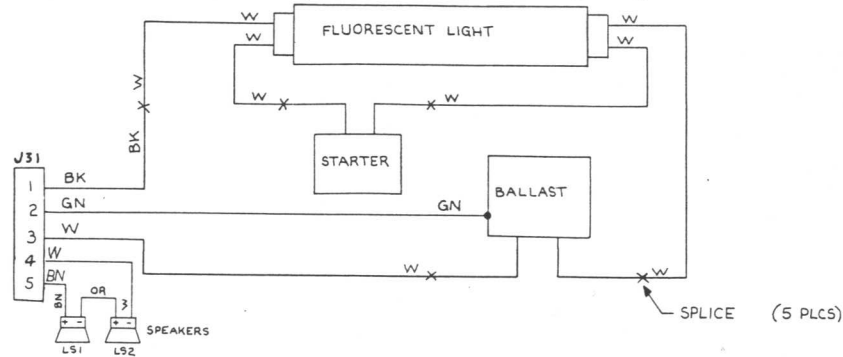 W
W
FLUORESCENT LIGHT
W
W
W
BK
W
W
STARTER
J31
1 BK
2 GN
3 W
4 W
5 BN
GN
BALLAST
W
W
SPLICE (5 PLCS)
BN
OR
W
+ -
+ -
SPEAKERS
LS1
LS2